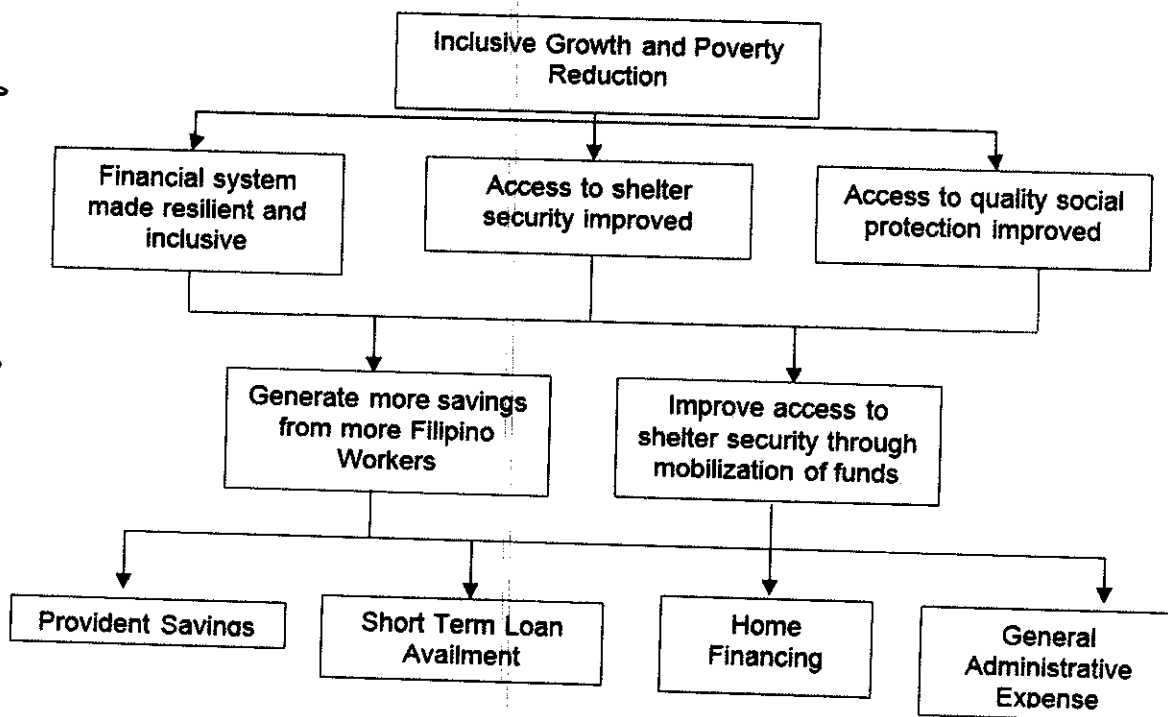 Inclusive Growth and Poverty
Reduction
Financial system
made resilient and
inclusive
Access to shelter
security improved
Access to quality social
protection improved
Generate more savings
from more Filipino
Workers
Improve access to
shelter security through
mobilization of funds
Provident Savings
Short Term Loan
Availment
Home
Financing
General
Administrative
Expense